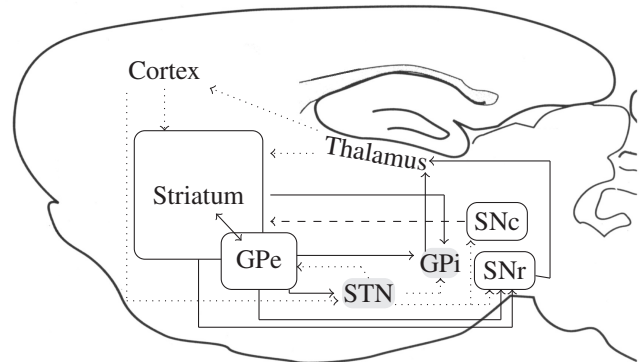 Cortex
Thalamus
Striatum
SNc
GPe
GPi
SNr
STN